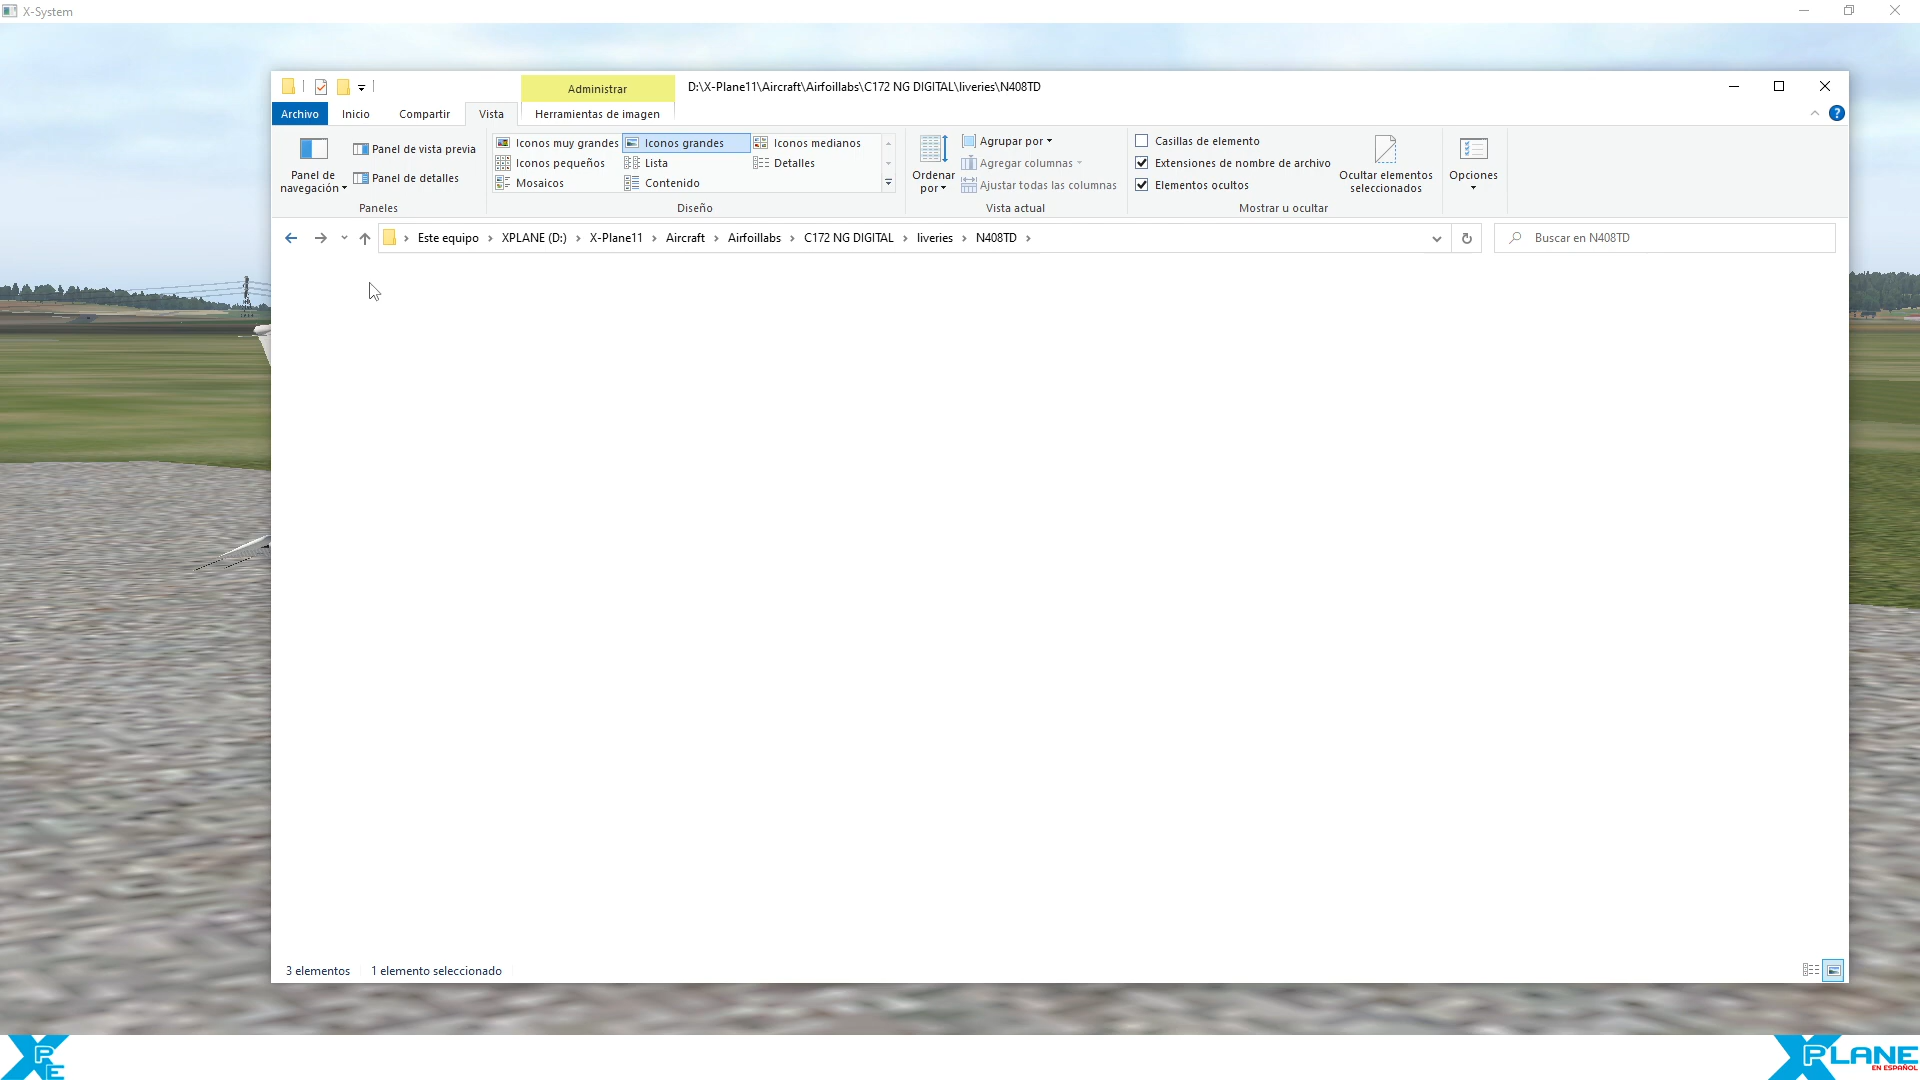 X-System
Administrar
D:\X-Plane11\Aircraft\Airfoillabs\C172 NG DIGITAL\liveries\N408TD
Archivo
Inicio
Compartir
Vista
Herramientas de imagen
Panel de navegación
Panel de vista previa
Panel de detalles
Paneles
Iconos muy grandes
Iconos grandes
Iconos medianos
Iconos pequeños
Lista
Detalles
Mosaicos
Contenido
Diseño
Ordenar por
Agrupar por
Agregar columnas
Ajustar todas las columnas
Vista actual
Casillas de elemento
Extensiones de nombre de archivo
Elementos ocultos
Ocultar elementos seleccionados
Mostrar u ocultar
Opciones
Este equipo > XPLANE (D:) > X-Plane11 > Aircraft > Airfoillabs > C172 NG DIGITAL > liveries > N408TD >
Buscar en N408TD
3 elementos
1 elemento seleccionado
XPE
XPLANE
EN ESPAÑOL